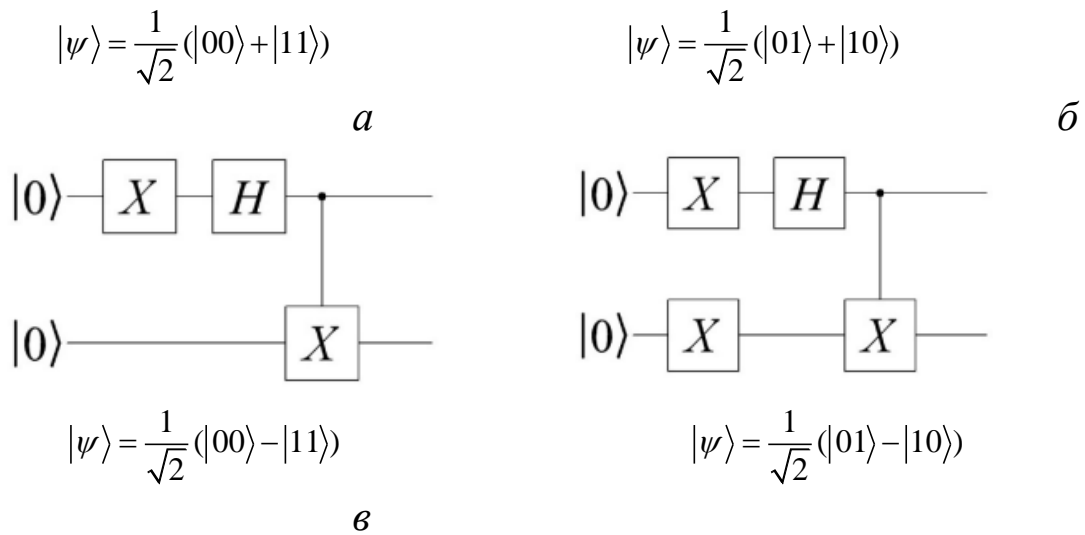 |ψ⟩ = 1/√2 (|00⟩ + |11⟩)
|ψ⟩ = 1/√2 (|01⟩ + |10⟩)
а
б
|0⟩ X H
|0⟩ X H
|0⟩ X
|0⟩ X X
|ψ⟩ = 1/√2 (|00⟩ − |11⟩)
|ψ⟩ = 1/√2 (|01⟩ − |10⟩)
в